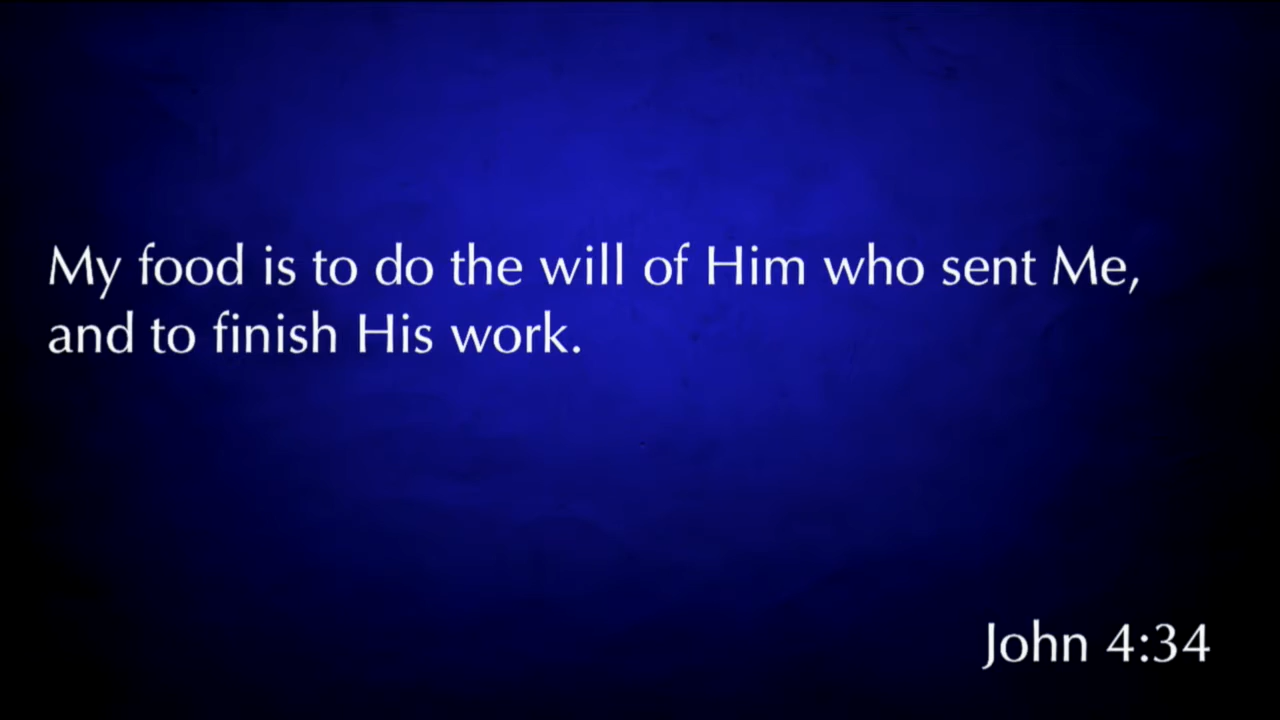 My food is to do the will of Him who sent Me,
and to finish His work.
John 4:34